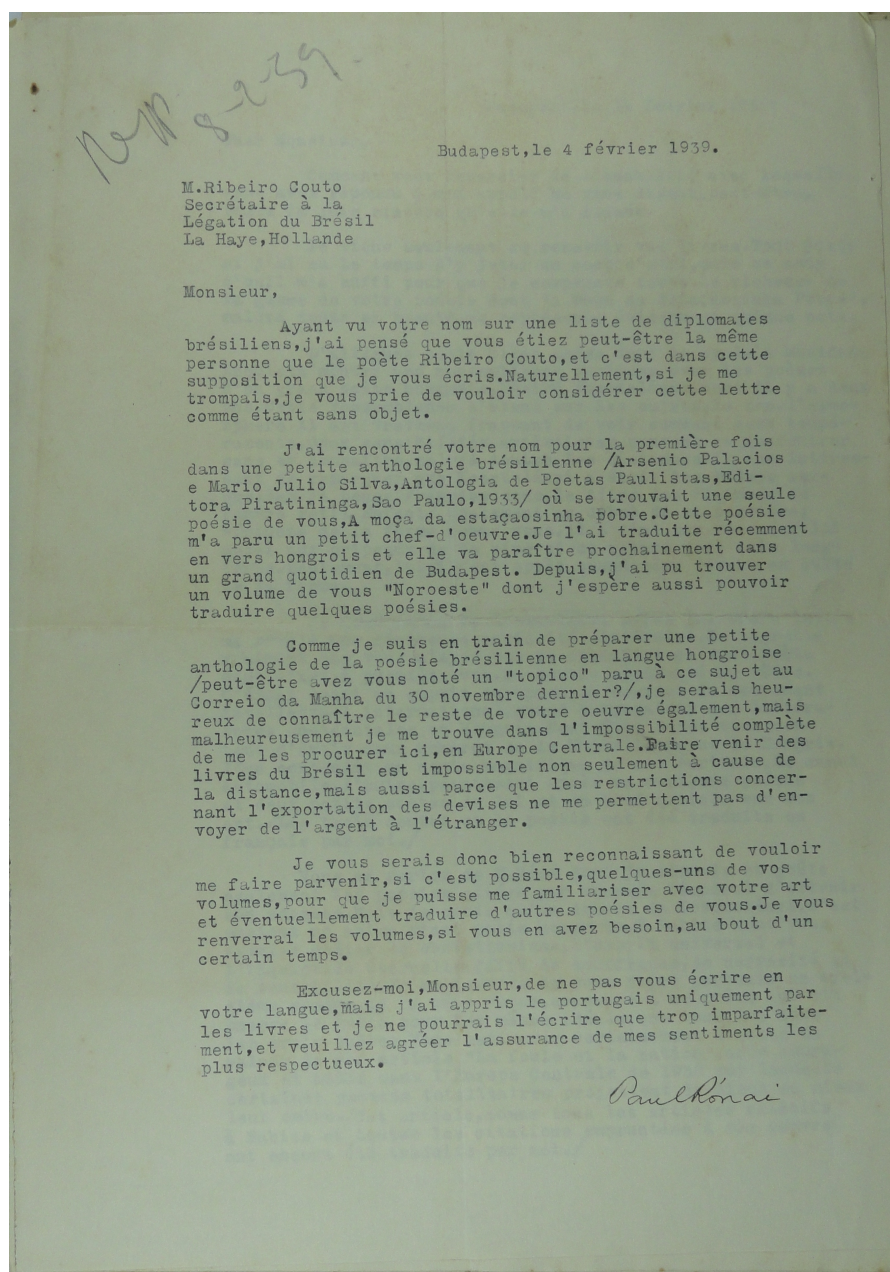 Rep 8-2-39.
Budapest,le 4 février 1939.
M.Ribeiro Couto
Secrétaire à la
Légation du Brésil
La Haye,Hollande
Monsieur,
Ayant vu votre nom sur une liste de diplomates
brésiliens,j'ai pensé que vous étiez peut-être la même
personne que le poète Ribeiro Couto,et c'est dans cette
supposition que je vous écris.Naturellement,si je me
trompais,je vous prie de vouloir considérer cette lettre
comme étant sans objet.
J'ai rencontré votre nom pour la première fois
dans une petite anthologie brésilienne /Arsenio Palacios
e Mario Julio Silva,Antologia de Poetas Paulistas,Edi-
tora Piratininga,Sao Paulo,1933/ où se trouvait une seule
poésie de vous,A moça da estaçaosinha pobre.Cette poésie
m'a paru un petit chef-d'oeuvre.Je l'ai traduite récemment
en vers hongrois et elle va paraître prochainement dans
un grand quotidien de Budapest. Depuis,j'ai pu trouver
un volume de vous "Noroeste" dont j'espère aussi pouvoir
traduire quelques poésies.
Comme je suis en train de préparer une petite
anthologie de la poésie brésilienne en langue hongroise
/peut-être avez vous noté un "topico" paru à ce sujet au
Correio da Manha du 30 novembre dernier?/,je serais heu-
reux de connaître le reste de votre oeuvre également,mais
malheureusement je me trouve dans l'impossibilité complète
de me les procurer ici,en Europe Centrale.Faire venir des
livres du Brésil est impossible non seulement à cause de
la distance,mais aussi parce que les restrictions concer-
nant l'exportation des devises ne me permettent pas d'en-
voyer de l'argent à l'étranger.
Je vous serais donc bien reconnaissant de vouloir
me faire parvenir,si c'est possible,quelques-uns de vos
volumes,pour que je puisse me familiariser avec votre art
et éventuellement traduire d'autres poésies de vous.Je vous
renverrai les volumes,si vous en avez besoin,au bout d'un
certain temps.
Excusez-moi,Monsieur,de ne pas vous écrire en
votre langue,mais j'ai appris le portugais uniquement par
les livres et je ne pourrais l'écrire que trop imparfaite-
ment,et veuillez agréer l'assurance de mes sentiments les
plus respectueux.
Paul Rónai